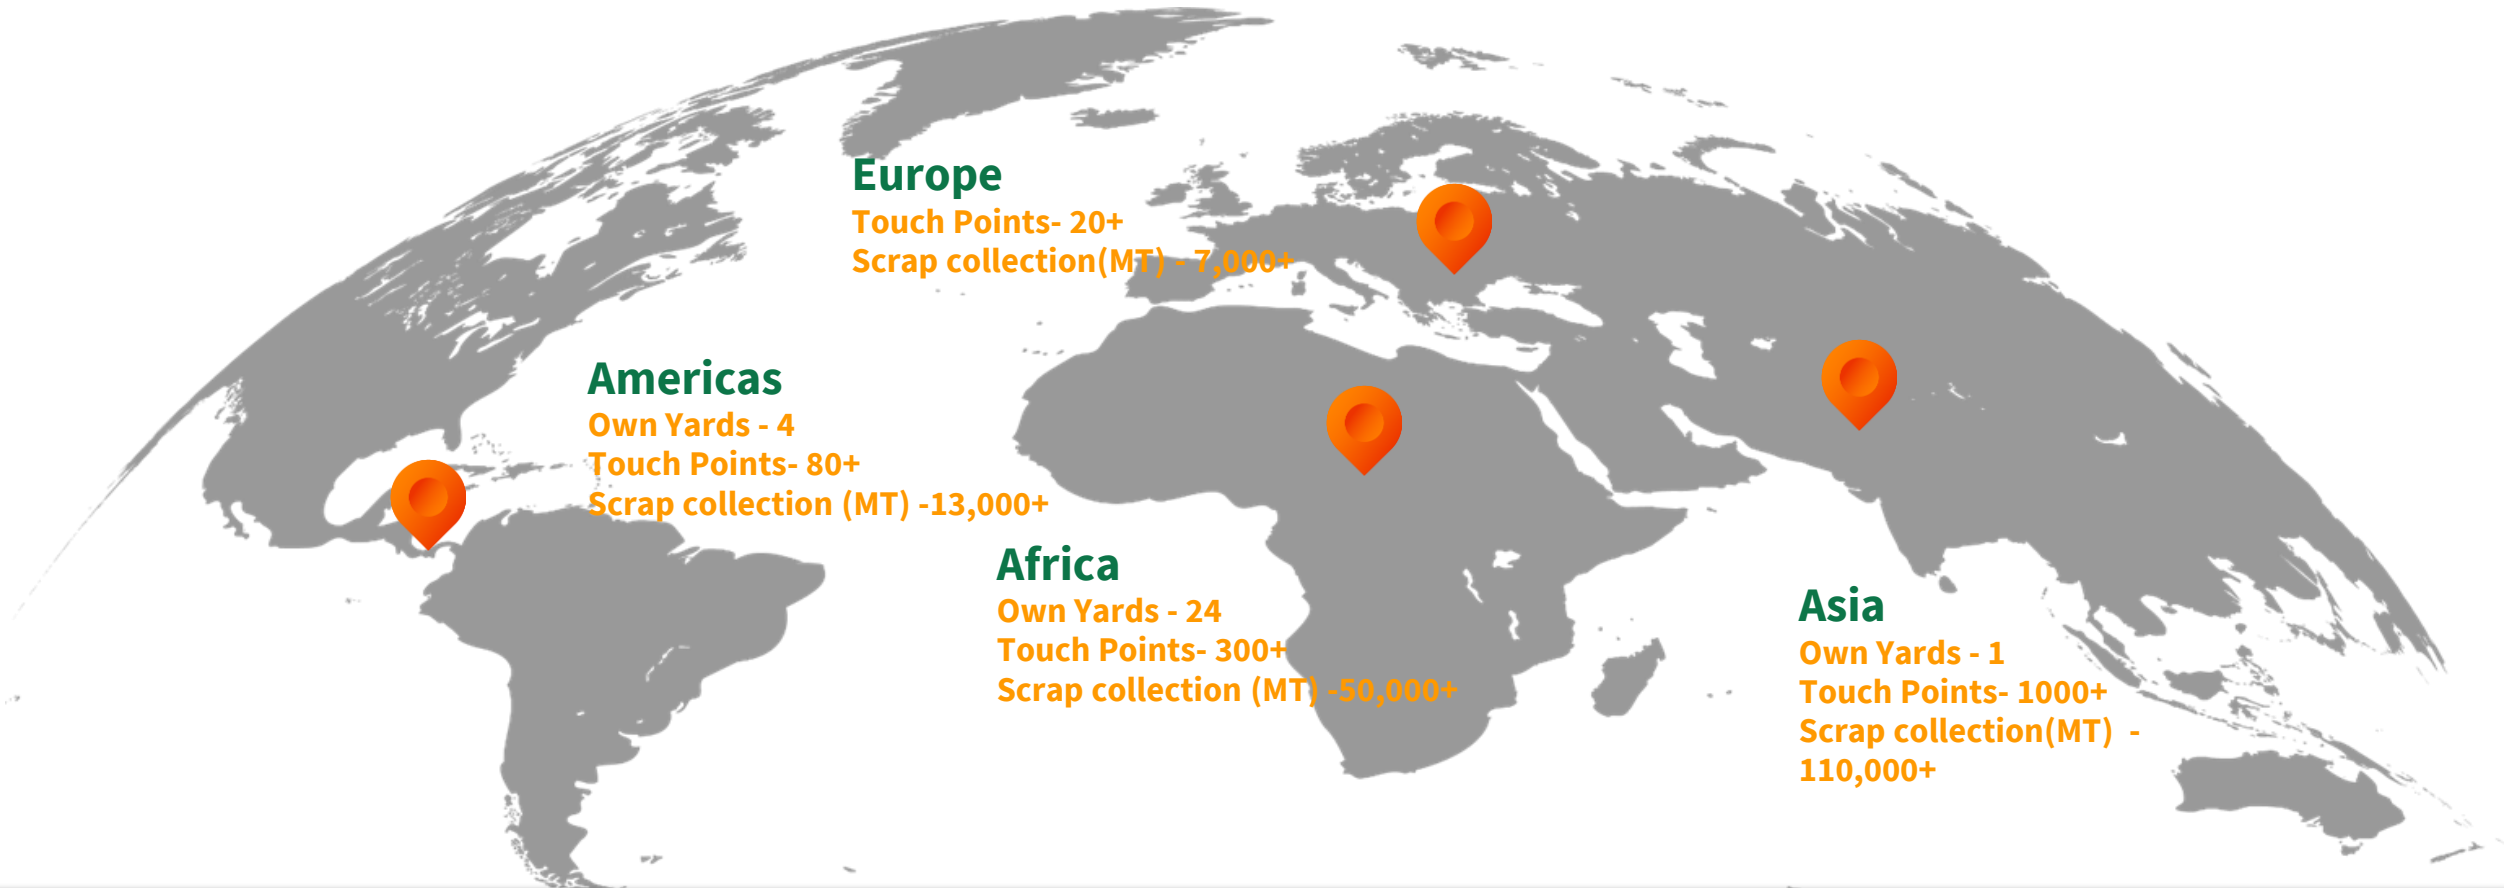 Europe
Touch Points- 20+
Scrap collection(MT) - 7,000+
Americas
Own Yards - 4
Touch Points- 80+
Scrap collection (MT) -13,000+
Africa
Own Yards - 24
Touch Points- 300+
Scrap collection (MT) -50,000+
Asia
Own Yards - 1
Touch Points- 1000+
Scrap collection(MT)  -
110,000+